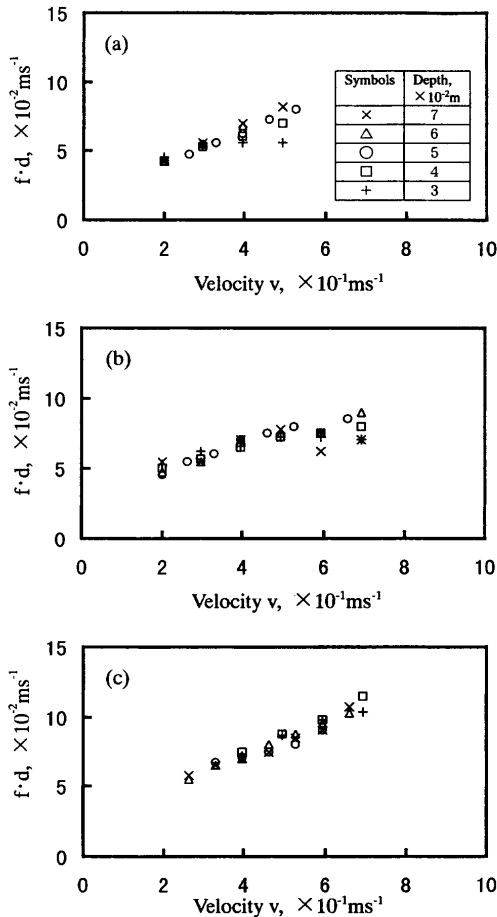 15
(a)
Symbols Depth, ×10⁻²m
× 7
△ 6
○ 5
□ 4
+ 3
10
5
0
f·d, ×10⁻²ms⁻¹
0 2 4 6 8 10
Velocity v, ×10⁻¹ms⁻¹
15
(b)
10
5
0
f·d, ×10⁻²ms⁻¹
0 2 4 6 8 10
Velocity v, ×10⁻¹ms⁻¹
15
(c)
10
5
0
f·d, ×10⁻²ms⁻¹
0 2 4 6 8 10
Velocity v, ×10⁻¹ms⁻¹